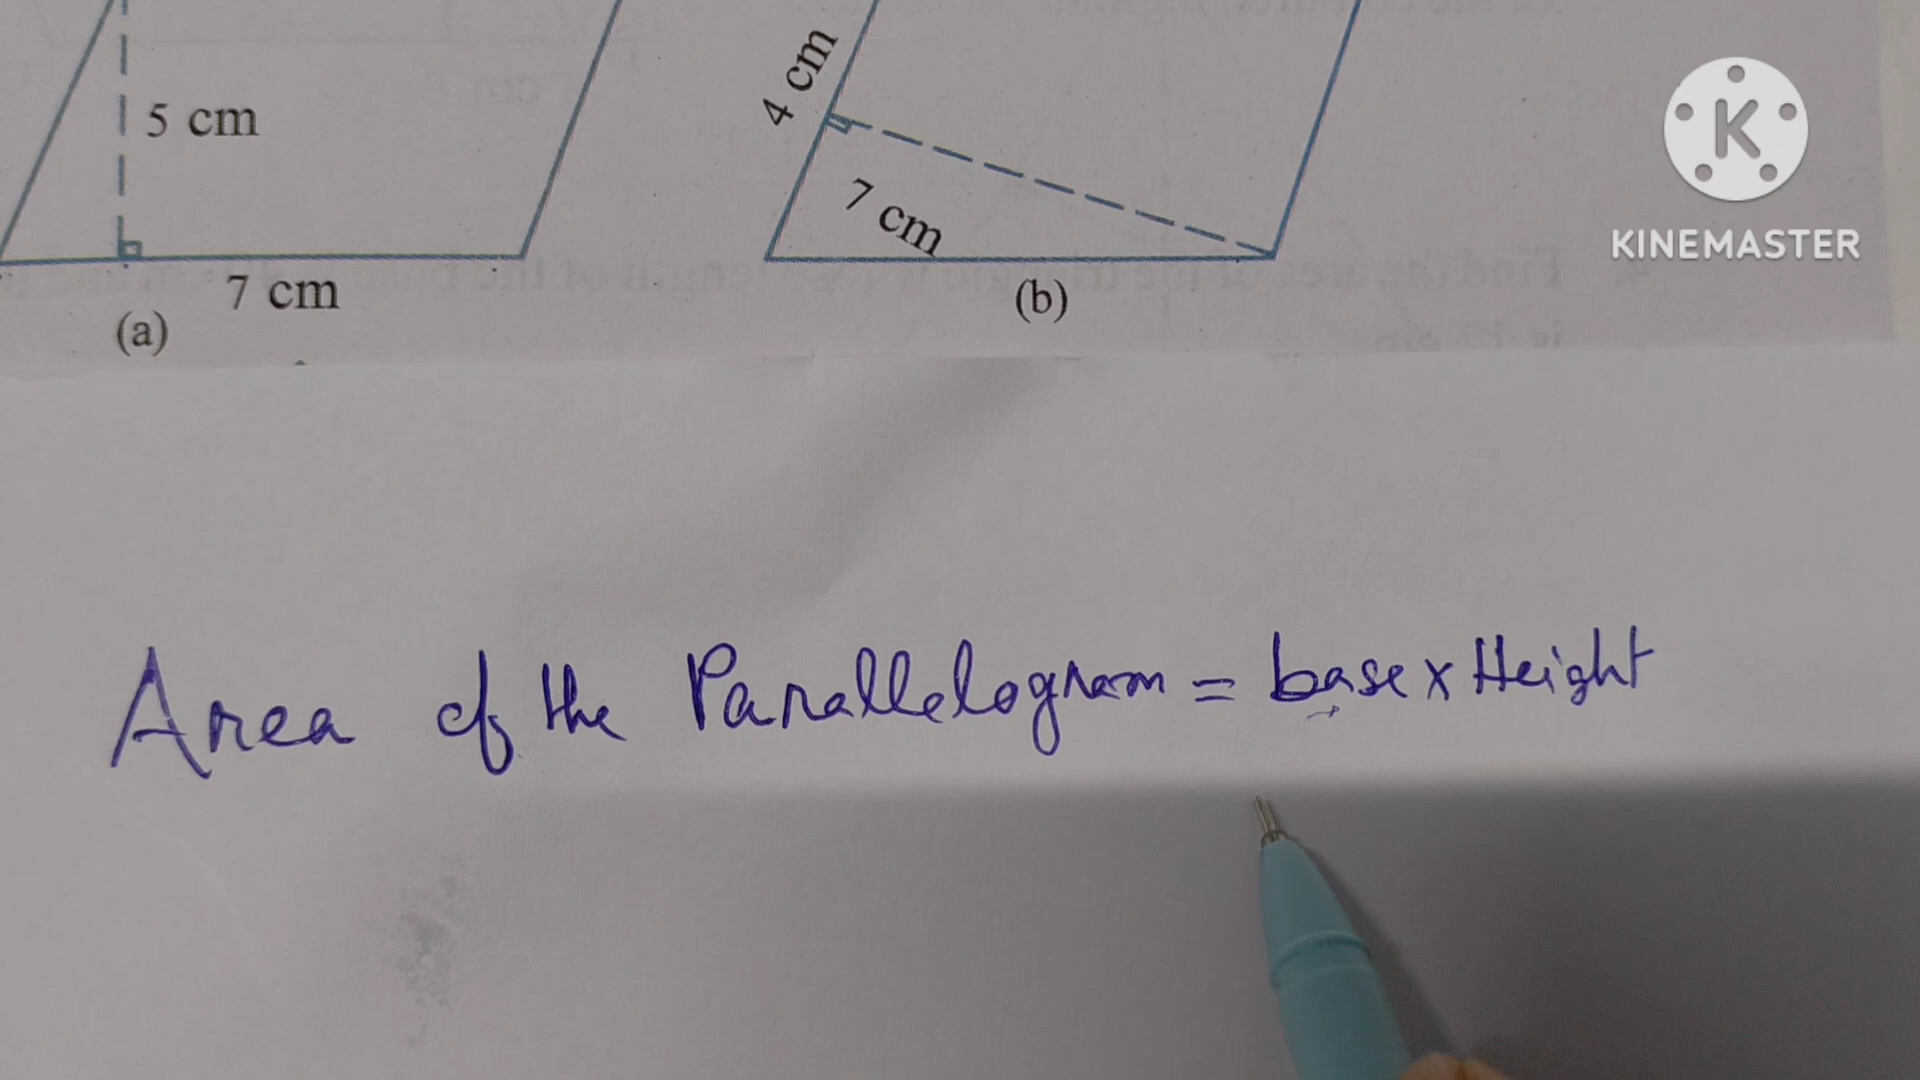 5 cm
4 cm
7 cm
7 cm
(a)
(b)
KINEMASTER
Area of the Parallelogram = base x Height